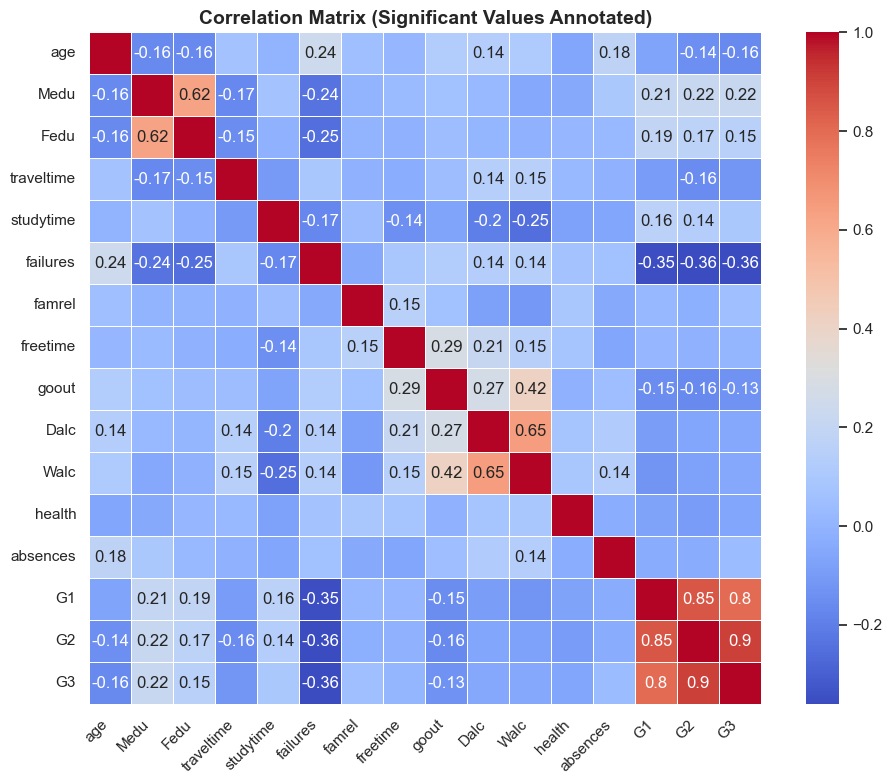 Correlation Matrix (Significant Values Annotated)
age -0.16 -0.16 0.24 0.14 0.18 -0.14 -0.16
Medu -0.16 0.62 -0.17 -0.24 0.21 0.22 0.22
Fedu -0.16 0.62 -0.15 -0.25 0.19 0.17 0.15
traveltime -0.17 -0.15 0.14 0.15 -0.16
studytime -0.17 -0.14 -0.2 -0.25 0.16 0.14
failures 0.24 -0.24 -0.25 -0.17 0.14 0.14 -0.35 -0.36 -0.36
famrel 0.15
freetime -0.14 0.15 0.29 0.21 0.15
goout 0.29 0.27 0.42 -0.15 -0.16 -0.13
Dalc 0.14 0.14 -0.2 0.14 0.21 0.27 0.65
Walc 0.15 -0.25 0.14 0.15 0.42 0.65 0.14
health
absences 0.18 0.14
G1 0.21 0.19 0.16 -0.35 -0.15 0.85 0.8
G2 -0.14 0.22 0.17 -0.16 0.14 -0.36 -0.16 0.85 0.9
G3 -0.16 0.22 0.15 -0.36 -0.13 0.8 0.9
age Medu Fedu traveltime studytime failures famrel freetime goout Dalc Walc health absences G1 G2 G3
1.0
0.8
0.6
0.4
0.2
0.0
−0.2